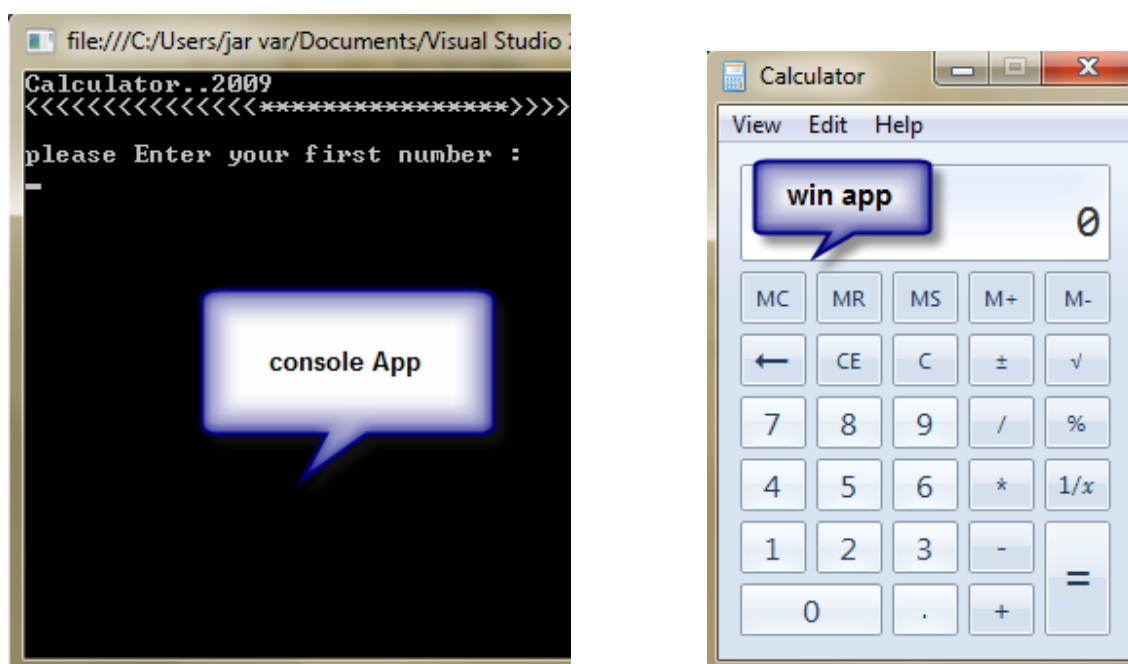 file:///C:/Users/jar var/Documents/Visual Studio
Calculator..2009
<<<<<<<<<<<<<<<****************>>>>
please Enter your first number :
console App
Calculator
View Edit Help
win app
0
MC MR MS M+ M-
← CE C ± √
7 8 9 / %
4 5 6 * 1/x
1 2 3 - =
0 . +